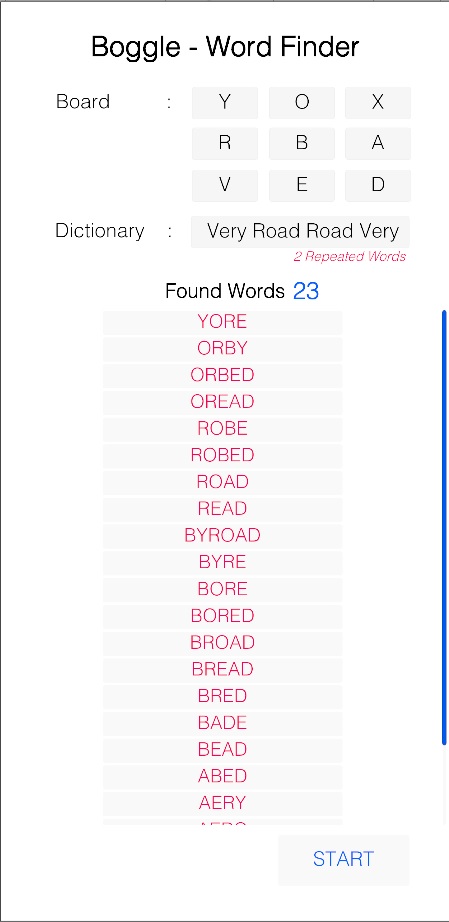 Boggle - Word Finder
Board : Y O X
R B A
V E D
Dictionary : Very Road Road Very
2 Repeated Words
Found Words 23
YORE
ORBY
ORBED
OREAD
ROBE
ROBED
ROAD
READ
BYROAD
BYRE
BORE
BORED
BROAD
BREAD
BRED
BADE
BEAD
ABED
AERY
START